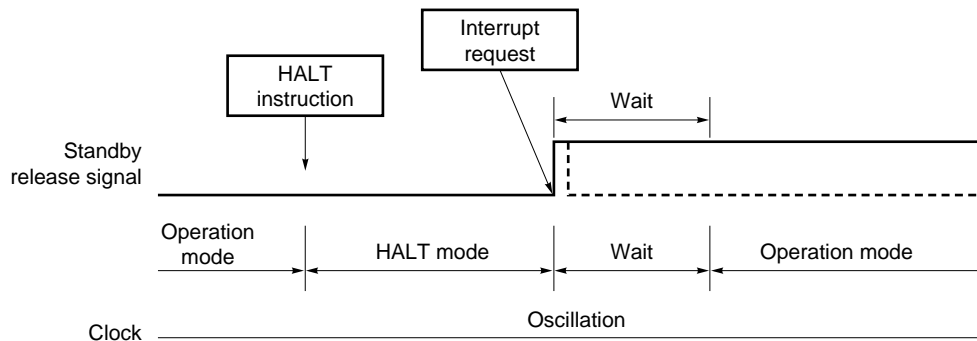 Interrupt
request
HALT
instruction
Wait
Standby
release signal
Operation
mode
HALT mode
Wait
Operation mode
Clock
Oscillation